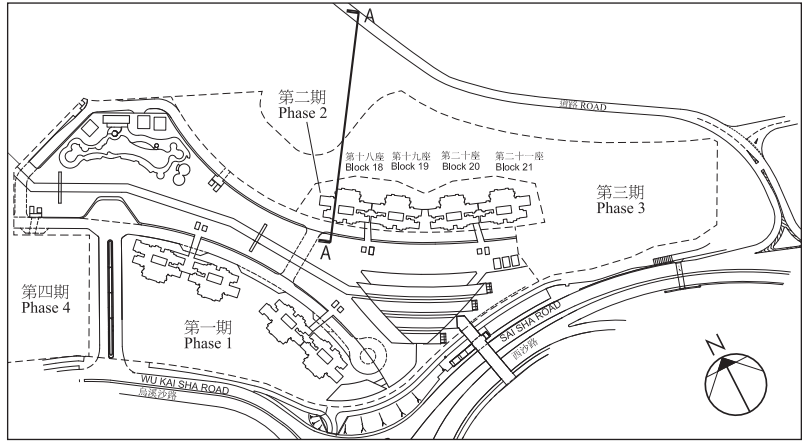 A
道路 ROAD
第二期
Phase 2
第十八座
Block 18
第十九座
Block 19
第二十座
Block 20
第二十一座
Block 21
第三期
Phase 3
A
第四期
Phase 4
第一期
Phase 1
SAI SHA ROAD
西沙路
WU KAI SHA ROAD
烏溪沙路
N